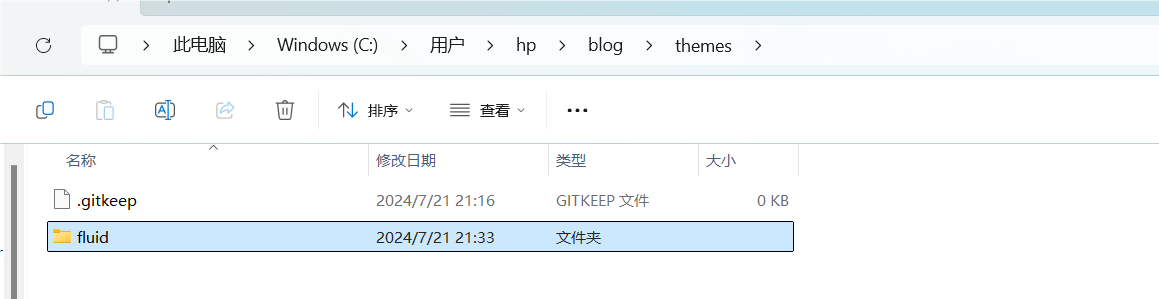 此电脑 > Windows (C:) > 用户 > hp > blog > themes >
排序 查看 •••
名称 修改日期 类型 大小
.gitkeep 2024/7/21 21:16 GITKEEP 文件 0 KB
fluid 2024/7/21 21:33 文件夹